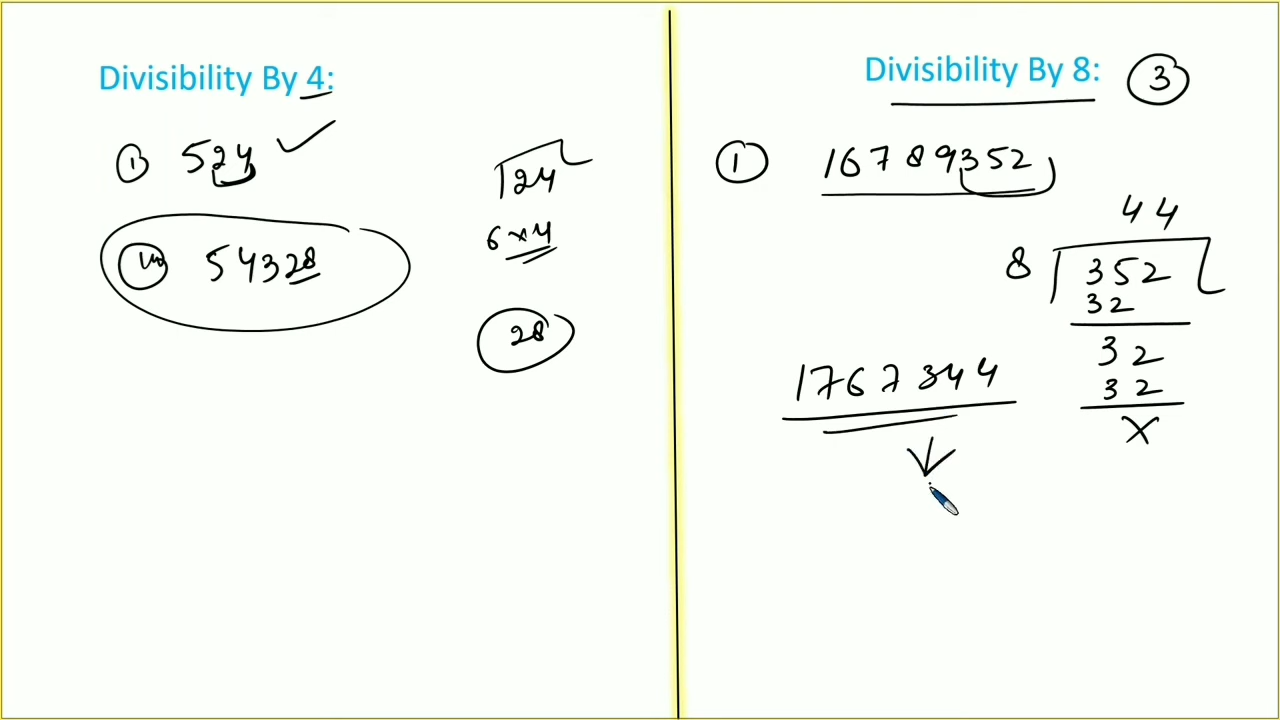 Divisibility By 4:
① 524 ✓
24
6 × 4
54328
28
Divisibility By 8: ③
① 16789352
44
8 352
32
32
32
×
1767344